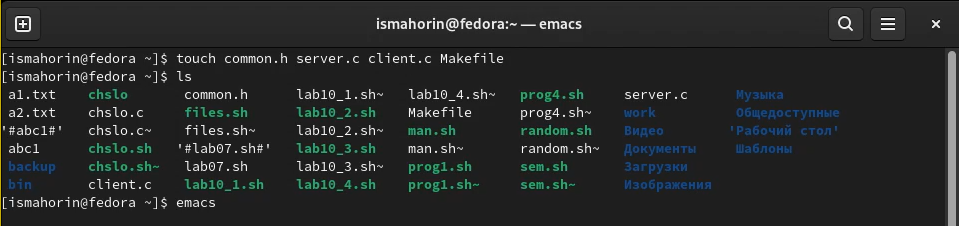 ismahorin@fedora:~ — emacs
[ismahorin@fedora ~]$ touch common.h server.c client.c Makefile
[ismahorin@fedora ~]$ ls
a1.txt chslo common.h lab10_1.sh~ lab10_4.sh~ prog4.sh server.c Музыка
a2.txt chslo.c files.sh lab10_2.sh Makefile prog4.sh~ work Общедоступные
'#abc1#' chslo.c~ files.sh~ lab10_2.sh~ man.sh random.sh Видео 'Рабочий стол'
abc1 chslo.sh '#lab07.sh#' lab10_3.sh man.sh~ random.sh~ Документы Шаблоны
backup chslo.sh~ lab07.sh lab10_3.sh~ prog1.sh sem.sh Загрузки
bin client.c lab10_1.sh lab10_4.sh prog1.sh~ sem.sh~ Изображения
[ismahorin@fedora ~]$ emacs